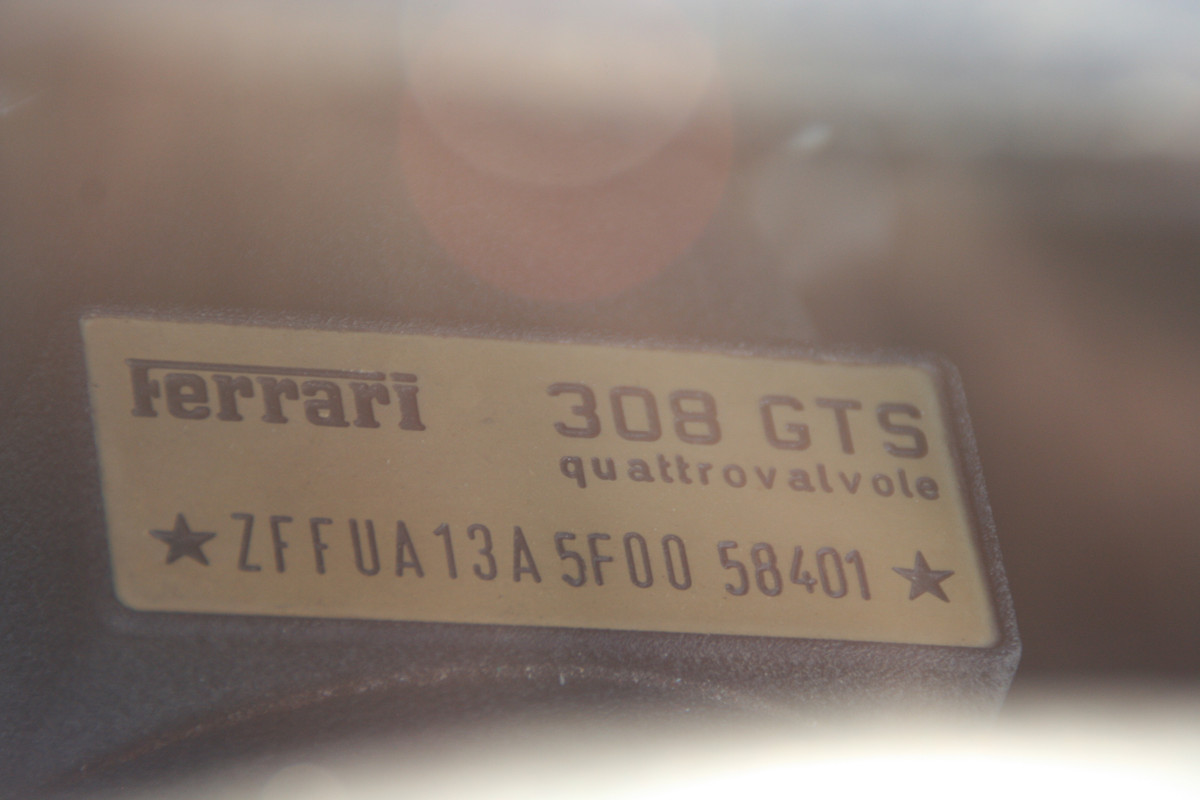 Ferrari 308 GTS
quattrovalvole
★ ZFFUA13A5F00 58401 ★